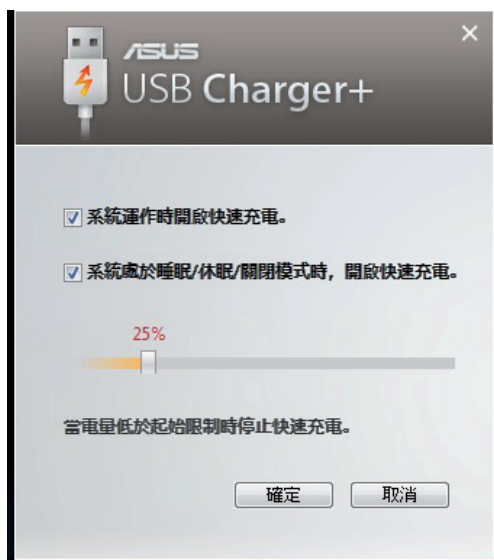 ASUS
USB Charger+
系統運作時開啟快速充電。
系統處於睡眠/休眠/關閉模式時，開啟快速充電。
25%
當電量低於起始限制時停止快速充電。
確定 取消